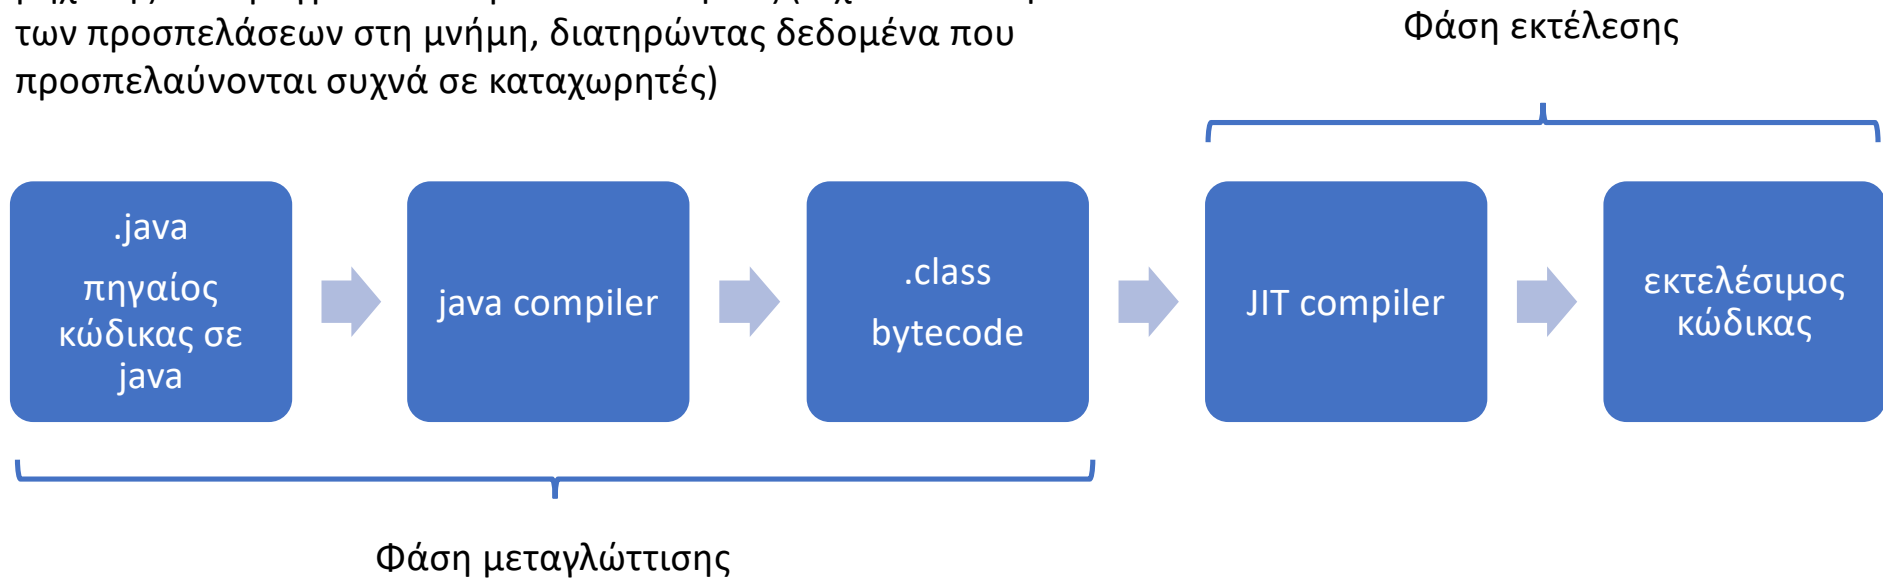 των προσπελάσεων στη μνήμη, διατηρώντας δεδομένα που
προσπελαύνονται συχνά σε καταχωρητές)
Φάση εκτέλεσης
.java
πηγαίος
κώδικας σε
java
java compiler
.class
bytecode
JIT compiler
εκτελέσιμος
κώδικας
Φάση μεταγλώττισης